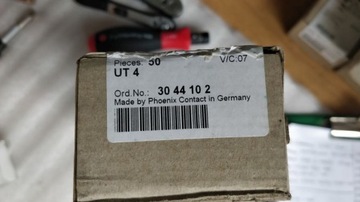 Pieces: 50 V/C:07
UT 4
Ord.No.: 30 44 10 2
Made by Phoenix Contact in Germany